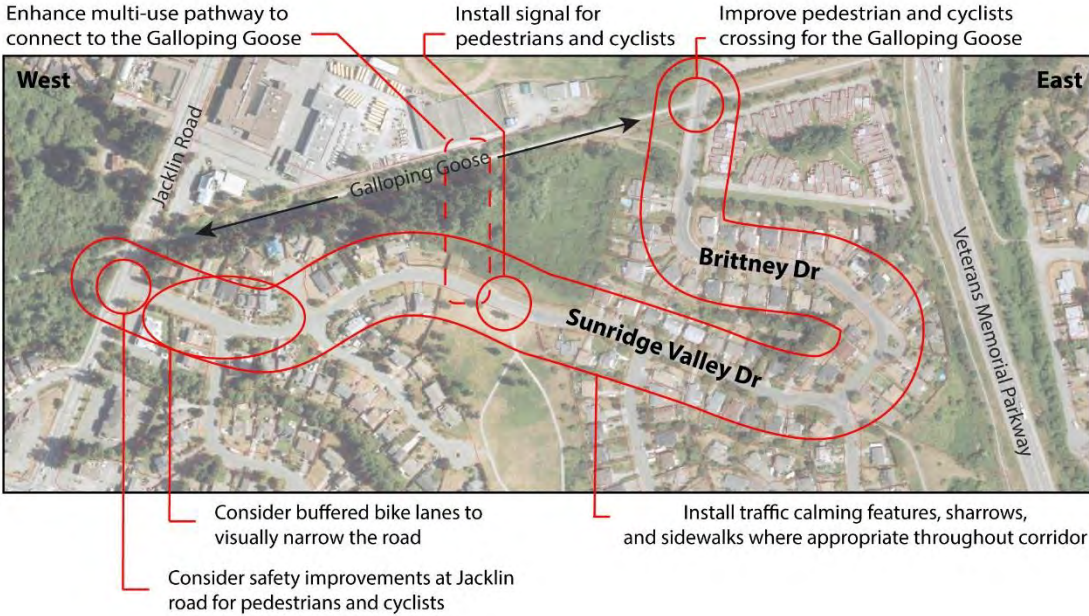 Enhance multi-use pathway to
connect to the Galloping Goose
Install signal for
pedestrians and cyclists
Improve pedestrian and cyclists
crossing for the Galloping Goose
West
East
Jacklin Road
Galloping Goose
Brittney Dr
Sunridge Valley Dr
Veterans Memorial Parkway
Consider buffered bike lanes to
visually narrow the road
Install traffic calming features, sharrows,
and sidewalks where appropriate throughout corridor
Consider safety improvements at Jacklin
road for pedestrians and cyclists